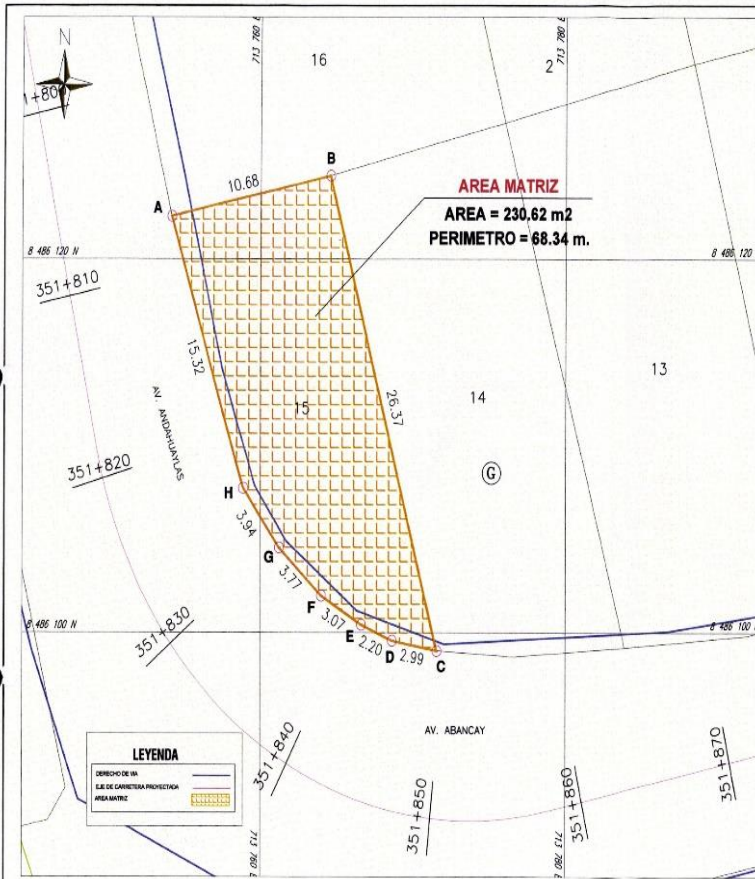 N
713 760 E
713 780 E
16
2
1+800
B
10.68
A
AREA MATRIZ
AREA = 230.62 m2
PERIMETRO = 68.34 m.
8 486 120 N
8 486 120
351+810
15.32
26.37
13
14
15
AV. ANDAHUAYLAS
351+820
G
H
3.94
G
3.77
F
3.07
E
2.20
D
2.99
C
351+830
8 486 100 N
8 486 100
AV. ABANCAY
LEYENDA
DERECHO DE VIA
EJE DE CARRETERA PROYECTADA
AREA MATRIZ
351+840
351+850
351+860
351+870
713 760 E
713 780 E